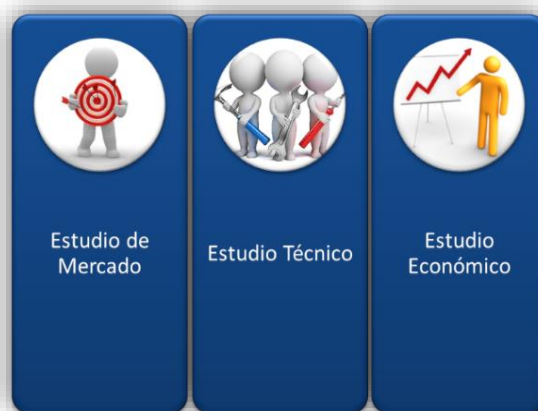 Estudio de
Mercado
Estudio Técnico
Estudio
Económico